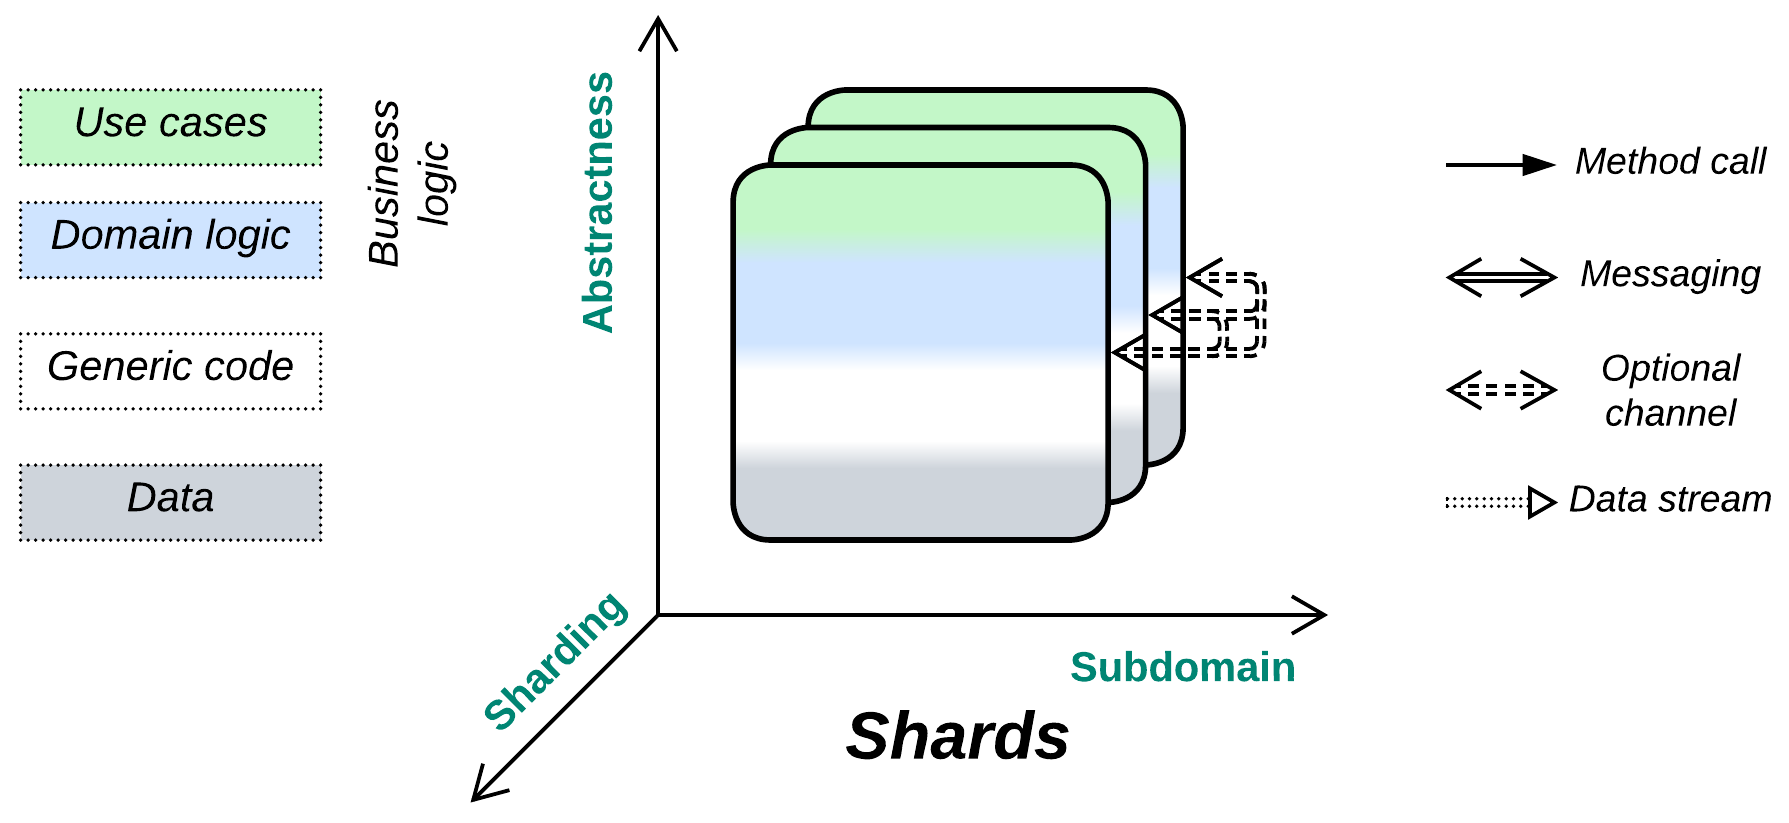 Use cases
Domain logic
Generic code
Data
Business
logic
Abstractness
Sharding
Subdomain
Shards
Method call
Messaging
Optional
channel
Data stream